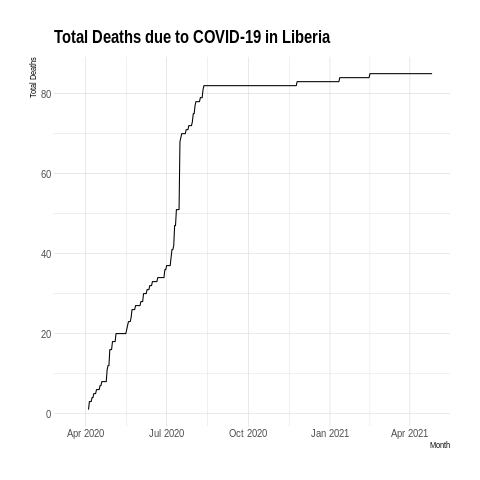 Total Deaths due to COVID-19 in Liberia
Total Deaths
80
60
40
20
0
Apr 2020 Jul 2020 Oct 2020 Jan 2021 Apr 2021
Month